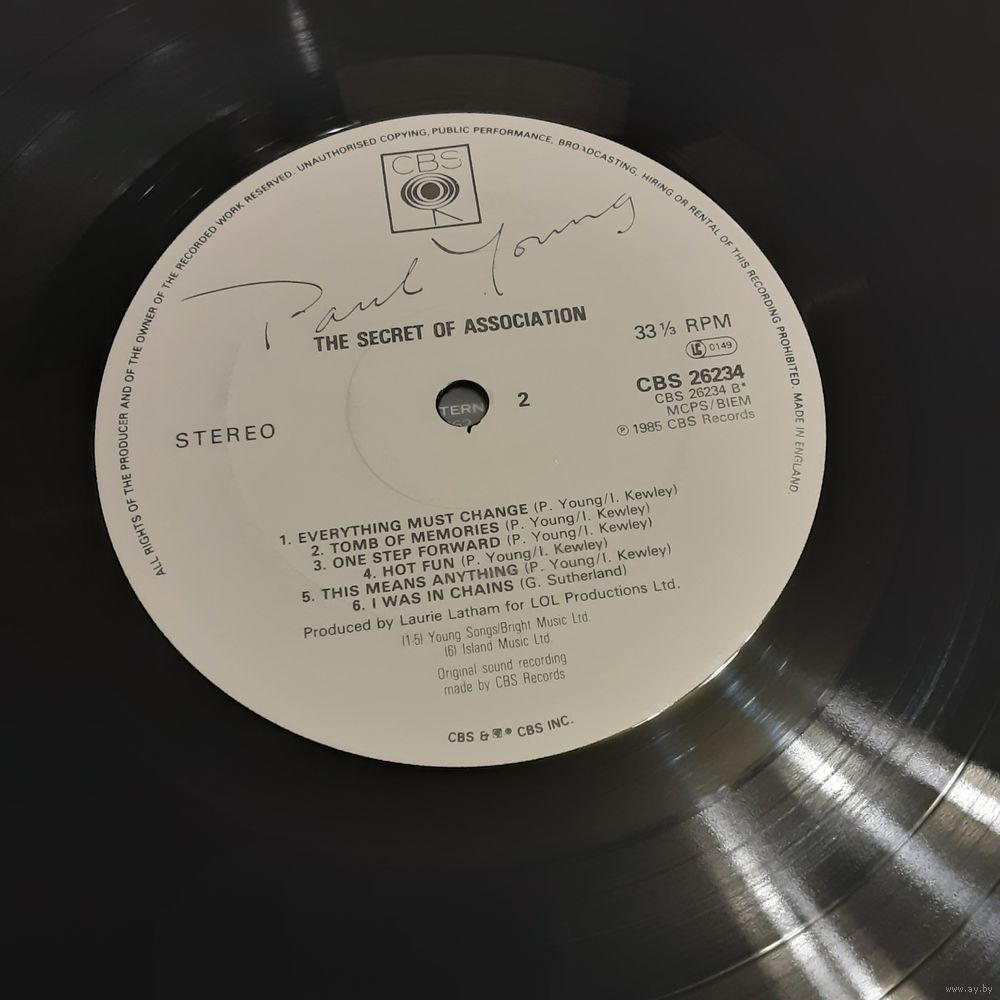 ALL RIGHTS OF THE PRODUCER AND OF THE OWNER OF THE RECORDED WORK RESERVED. UNAUTHORISED COPYING, PUBLIC PERFORMANCE, BROADCASTING, HIRING OR RENTAL OF THIS RECORDING PROHIBITED. MADE IN ENGLAND.
CBS
Paul Young
THE SECRET OF ASSOCIATION
33 1/3 RPM
LC 0149
CBS 26234
CBS 26234 B*
MCPS/BIEM
℗ 1985 CBS Records
2
TERN
STEREO
1. EVERYTHING MUST CHANGE (P. Young/I. Kewley)
2. TOMB OF MEMORIES (P. Young/I. Kewley)
3. ONE STEP FORWARD (P. Young/I. Kewley)
4. HOT FUN (P. Young/I. Kewley)
5. THIS MEANS ANYTHING (P. Young/I. Kewley)
6. I WAS IN CHAINS (G. Sutherland)
Produced by Laurie Latham for LOL Productions Ltd.
(1-5) Young Songs/Bright Music Ltd.
(6) Island Music Ltd.
Original sound recording
made by CBS Records
CBS & ® CBS INC.
www.ay.by